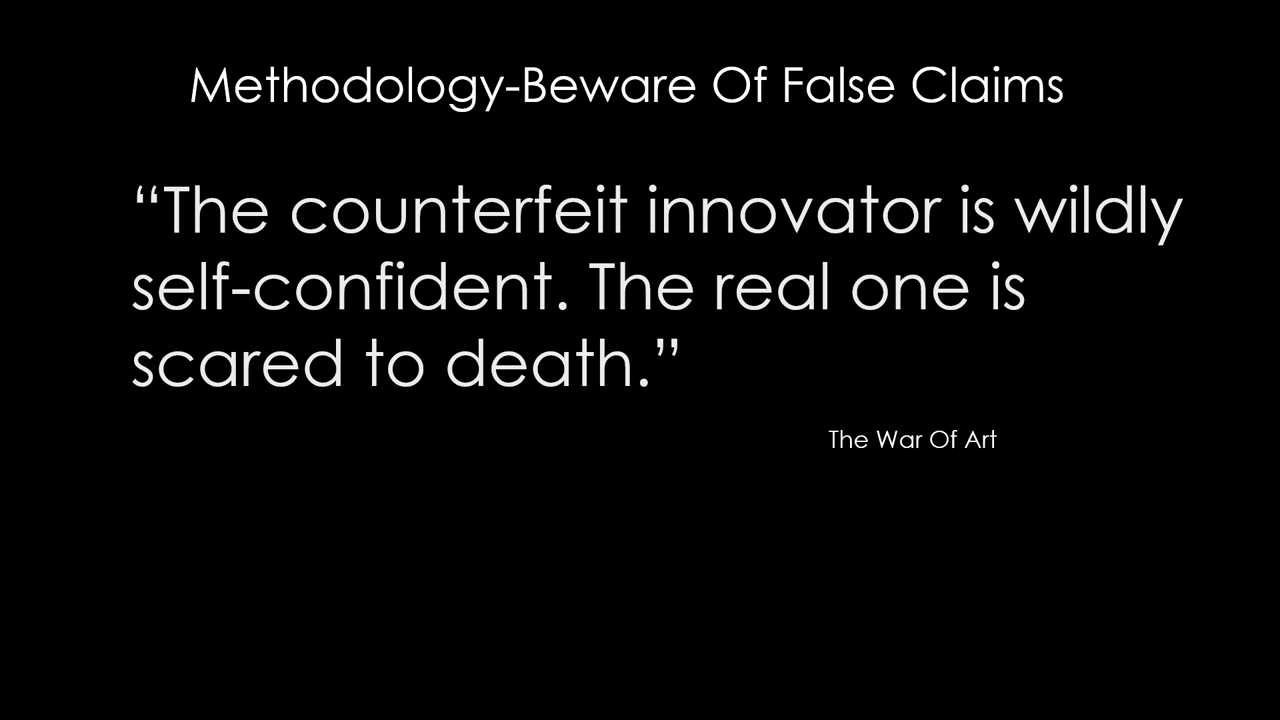 Methodology-Beware Of False Claims
“The counterfeit innovator is wildly
self-confident. The real one is
scared to death.”
The War Of Art